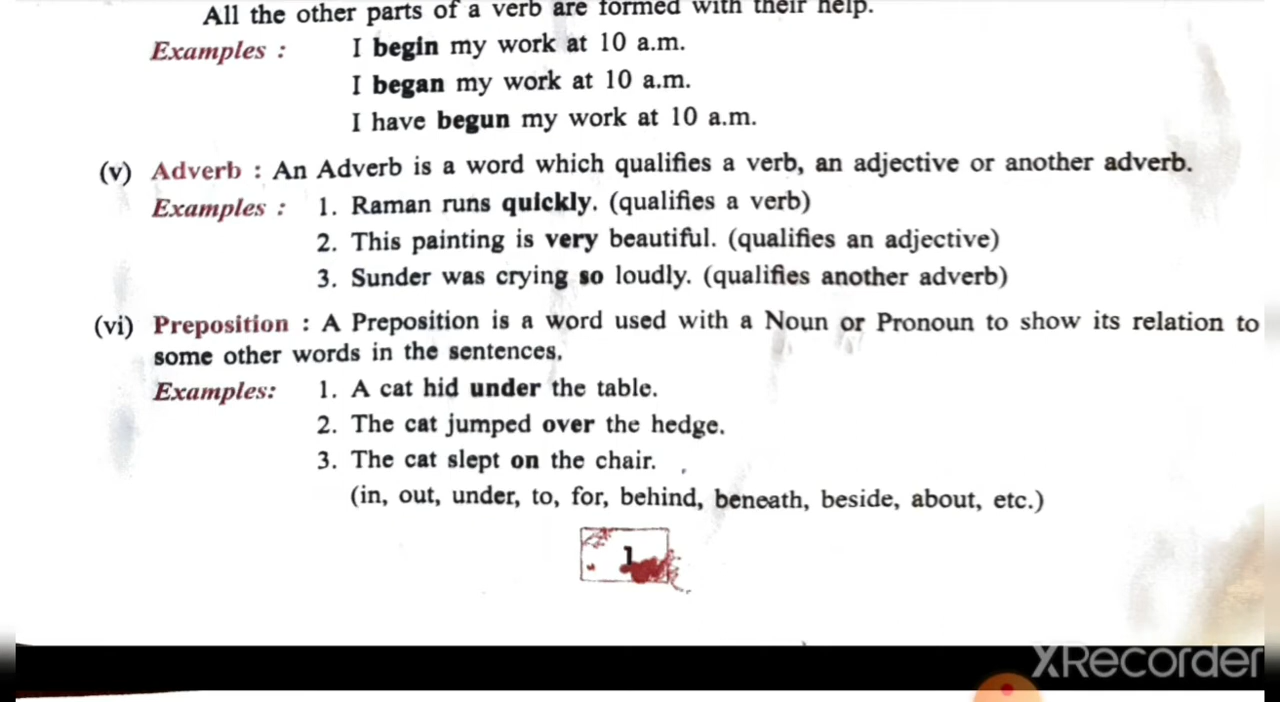 All the other parts of a verb are formed with their help.
Examples : I begin my work at 10 a.m.
I began my work at 10 a.m.
I have begun my work at 10 a.m.
(v) Adverb : An Adverb is a word which qualifies a verb, an adjective or another adverb.
Examples : 1. Raman runs quickly. (qualifies a verb)
2. This painting is very beautiful. (qualifies an adjective)
3. Sunder was crying so loudly. (qualifies another adverb)
(vi) Preposition : A Preposition is a word used with a Noun or Pronoun to show its relation to
some other words in the sentences.
Examples: 1. A cat hid under the table.
2. The cat jumped over the hedge.
3. The cat slept on the chair.
(in, out, under, to, for, behind, beneath, beside, about, etc.)
1
XRecorder